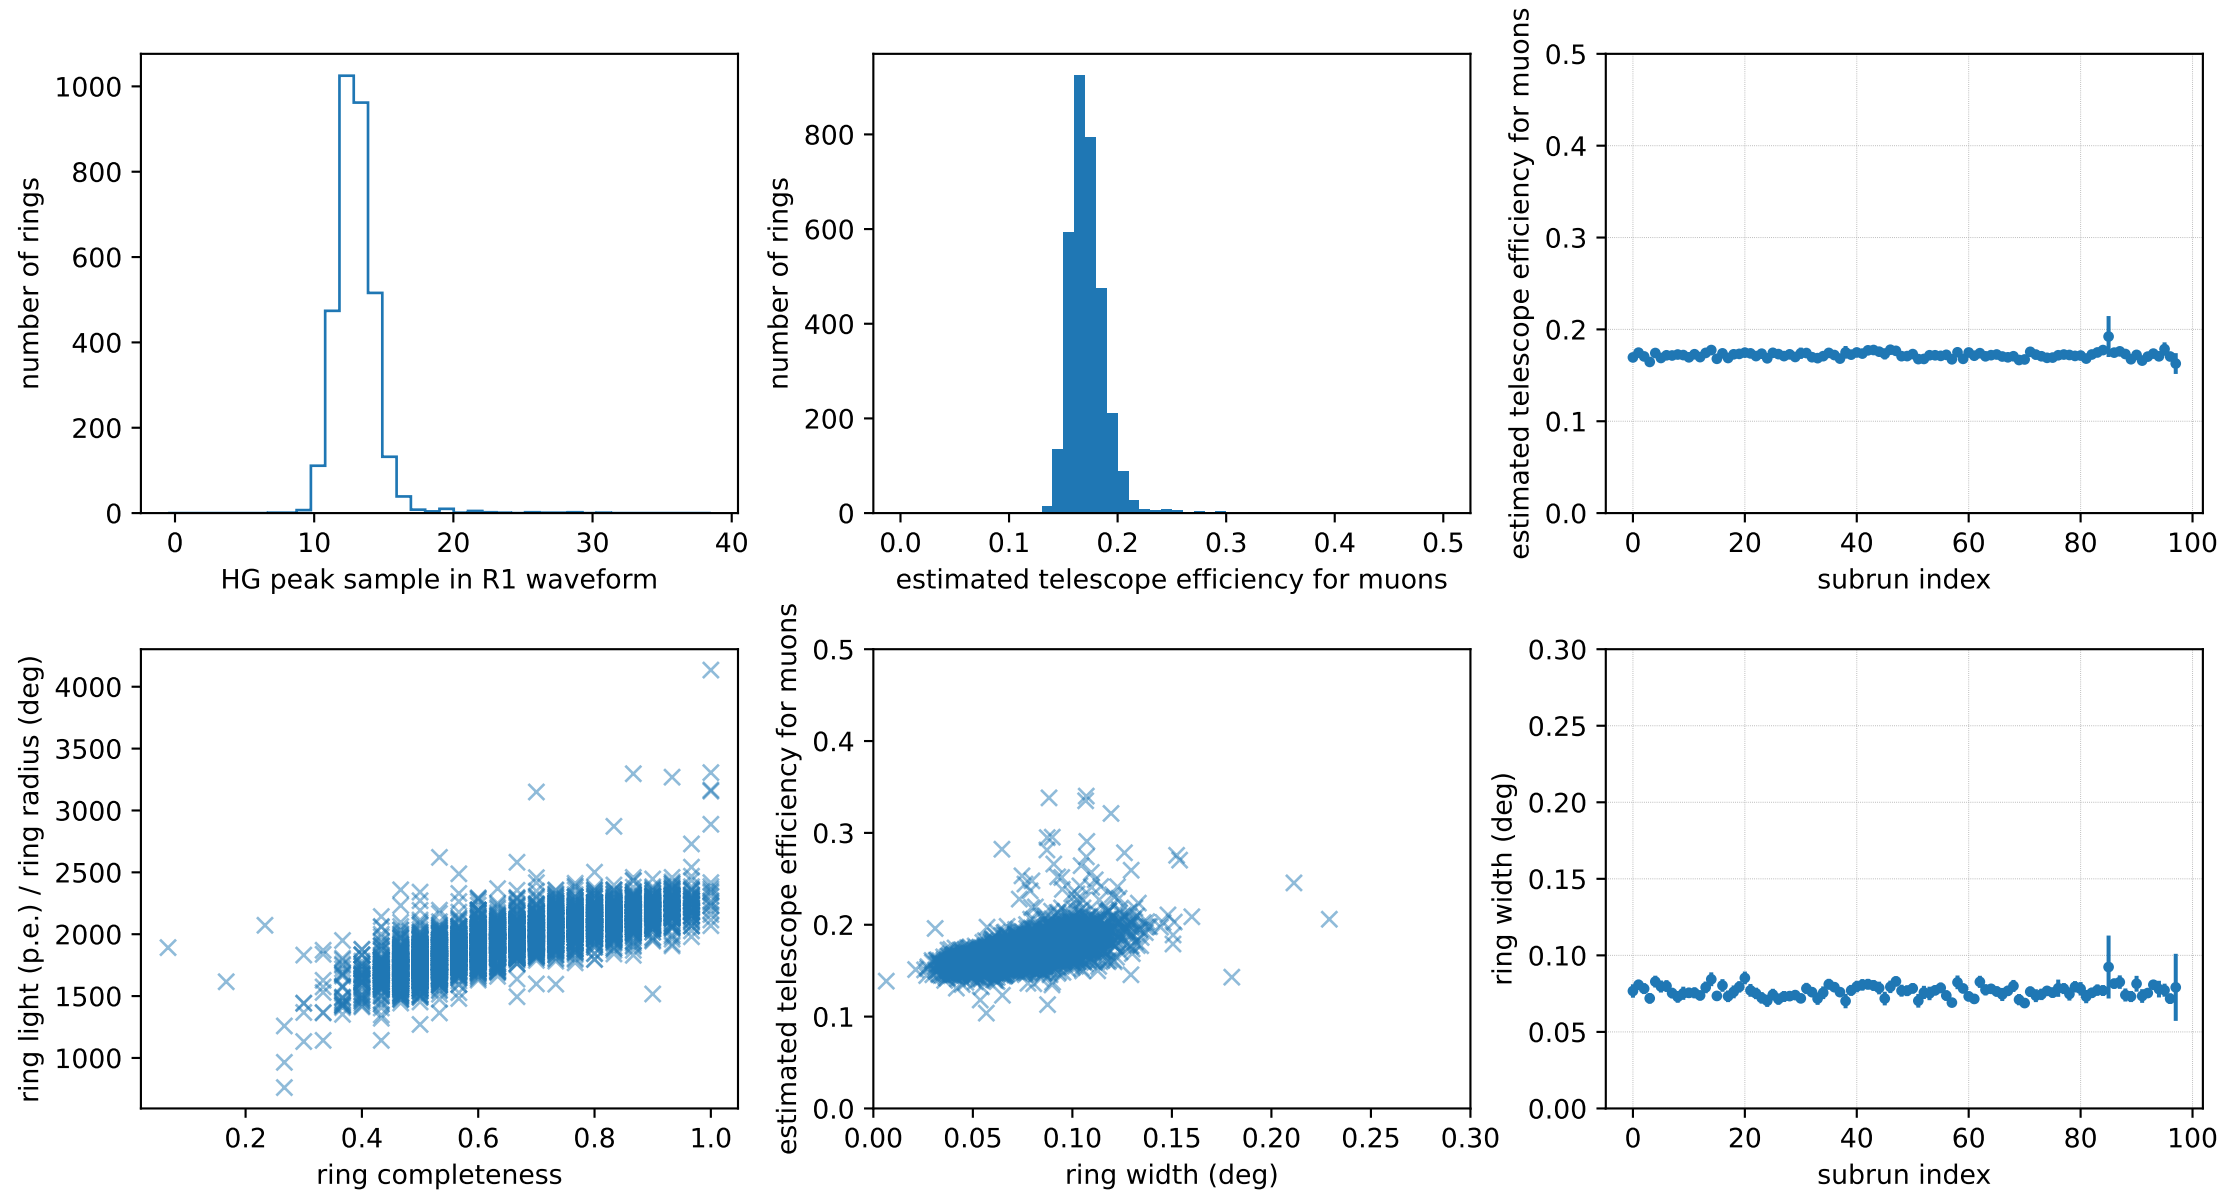 1000
800
600
400
200
0
number of rings
0 10 20 30 40
HG peak sample in R1 waveform
800
600
400
200
0
number of rings
0.0 0.1 0.2 0.3 0.4 0.5
estimated telescope efficiency for muons
0.5
0.4
0.3
0.2
0.1
0.0
estimated telescope efficiency for muons
0 20 40 60 80 100
subrun index
4000
3500
3000
2500
2000
1500
1000
ring light (p.e.) / ring radius (deg)
0.2 0.4 0.6 0.8 1.0
ring completeness
0.5
0.4
0.3
0.2
0.1
0.0
estimated telescope efficiency for muons
0.00 0.05 0.10 0.15 0.20 0.25 0.30
ring width (deg)
0.30
0.25
0.20
0.15
0.10
0.05
0.00
ring width (deg)
0 20 40 60 80 100
subrun index